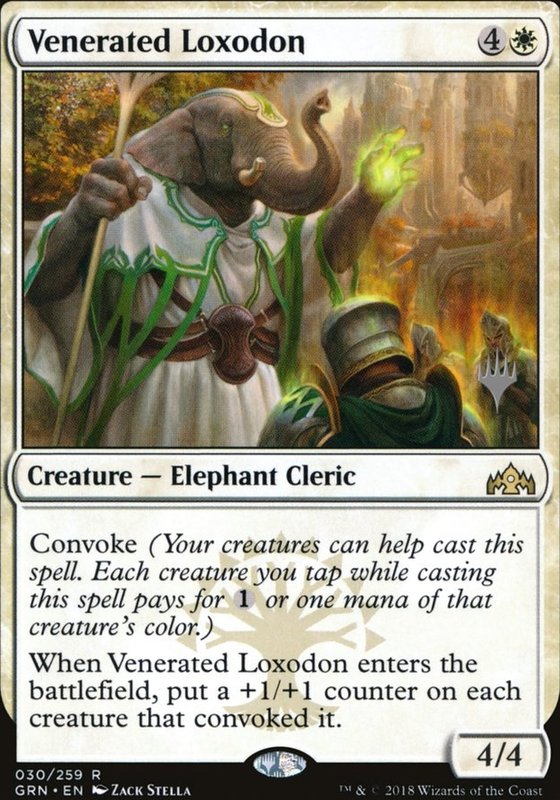 Venerated Loxodon 4
Creature — Elephant Cleric
Convoke (Your creatures can help cast this
spell. Each creature you tap while casting
this spell pays for 1 or one mana of that
creature's color.)
When Venerated Loxodon enters the
battlefield, put a +1/+1 counter on each
creature that convoked it.
4/4
030/259 R
GRN • EN Zack Stella
™ & © 2018 Wizards of the Coast